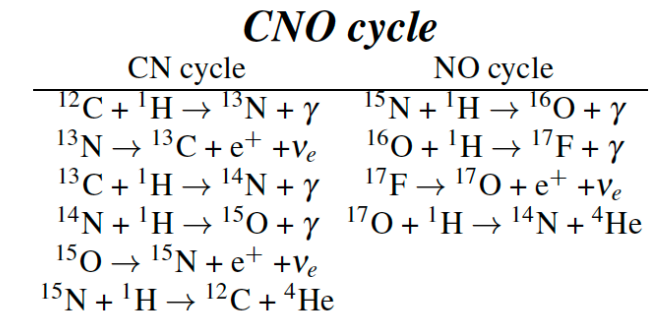 CNO cycle
CN cycle NO cycle
¹²C + ¹H → ¹³N + γ ¹⁵N + ¹H → ¹⁶O + γ
¹³N → ¹³C + e⁺ +νₑ ¹⁶O + ¹H → ¹⁷F + γ
¹³C + ¹H → ¹⁴N + γ ¹⁷F → ¹⁷O + e⁺ +νₑ
¹⁴N + ¹H → ¹⁵O + γ ¹⁷O + ¹H → ¹⁴N + ⁴He
¹⁵O → ¹⁵N + e⁺ +νₑ
¹⁵N + ¹H → ¹²C + ⁴He